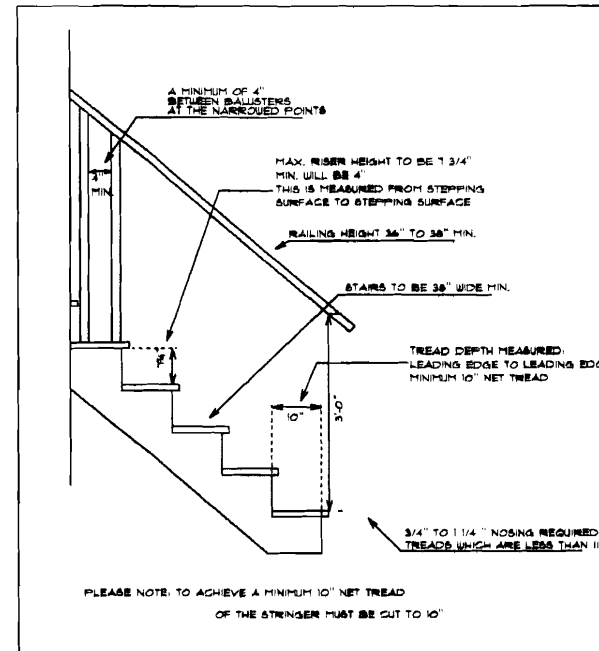 A MINIMUM OF 4"
BETWEEN BALUSTERS
AT THE NARROWED POINTS
4"
MIN.
MAX. RISER HEIGHT TO BE 7 3/4"
MIN. WILL BE 4"
THIS IS MEASURED FROM STEPPING
SURFACE TO STEPPING SURFACE
RAILING HEIGHT 36" TO 38" MIN.
STAIRS TO BE 38" WIDE MIN.
TREAD DEPTH MEASURED:
LEADING EDGE TO LEADING EDG
MINIMUM 10" NET TREAD
10"
3'-0"
3/4" TO 1 1/4" NOSING REQUIRED
TREADS WHICH ARE LESS THAN 11
PLEASE NOTE: TO ACHIEVE A MINIMUM 10" NET TREAD
OF THE STRINGER MUST BE CUT TO 10"